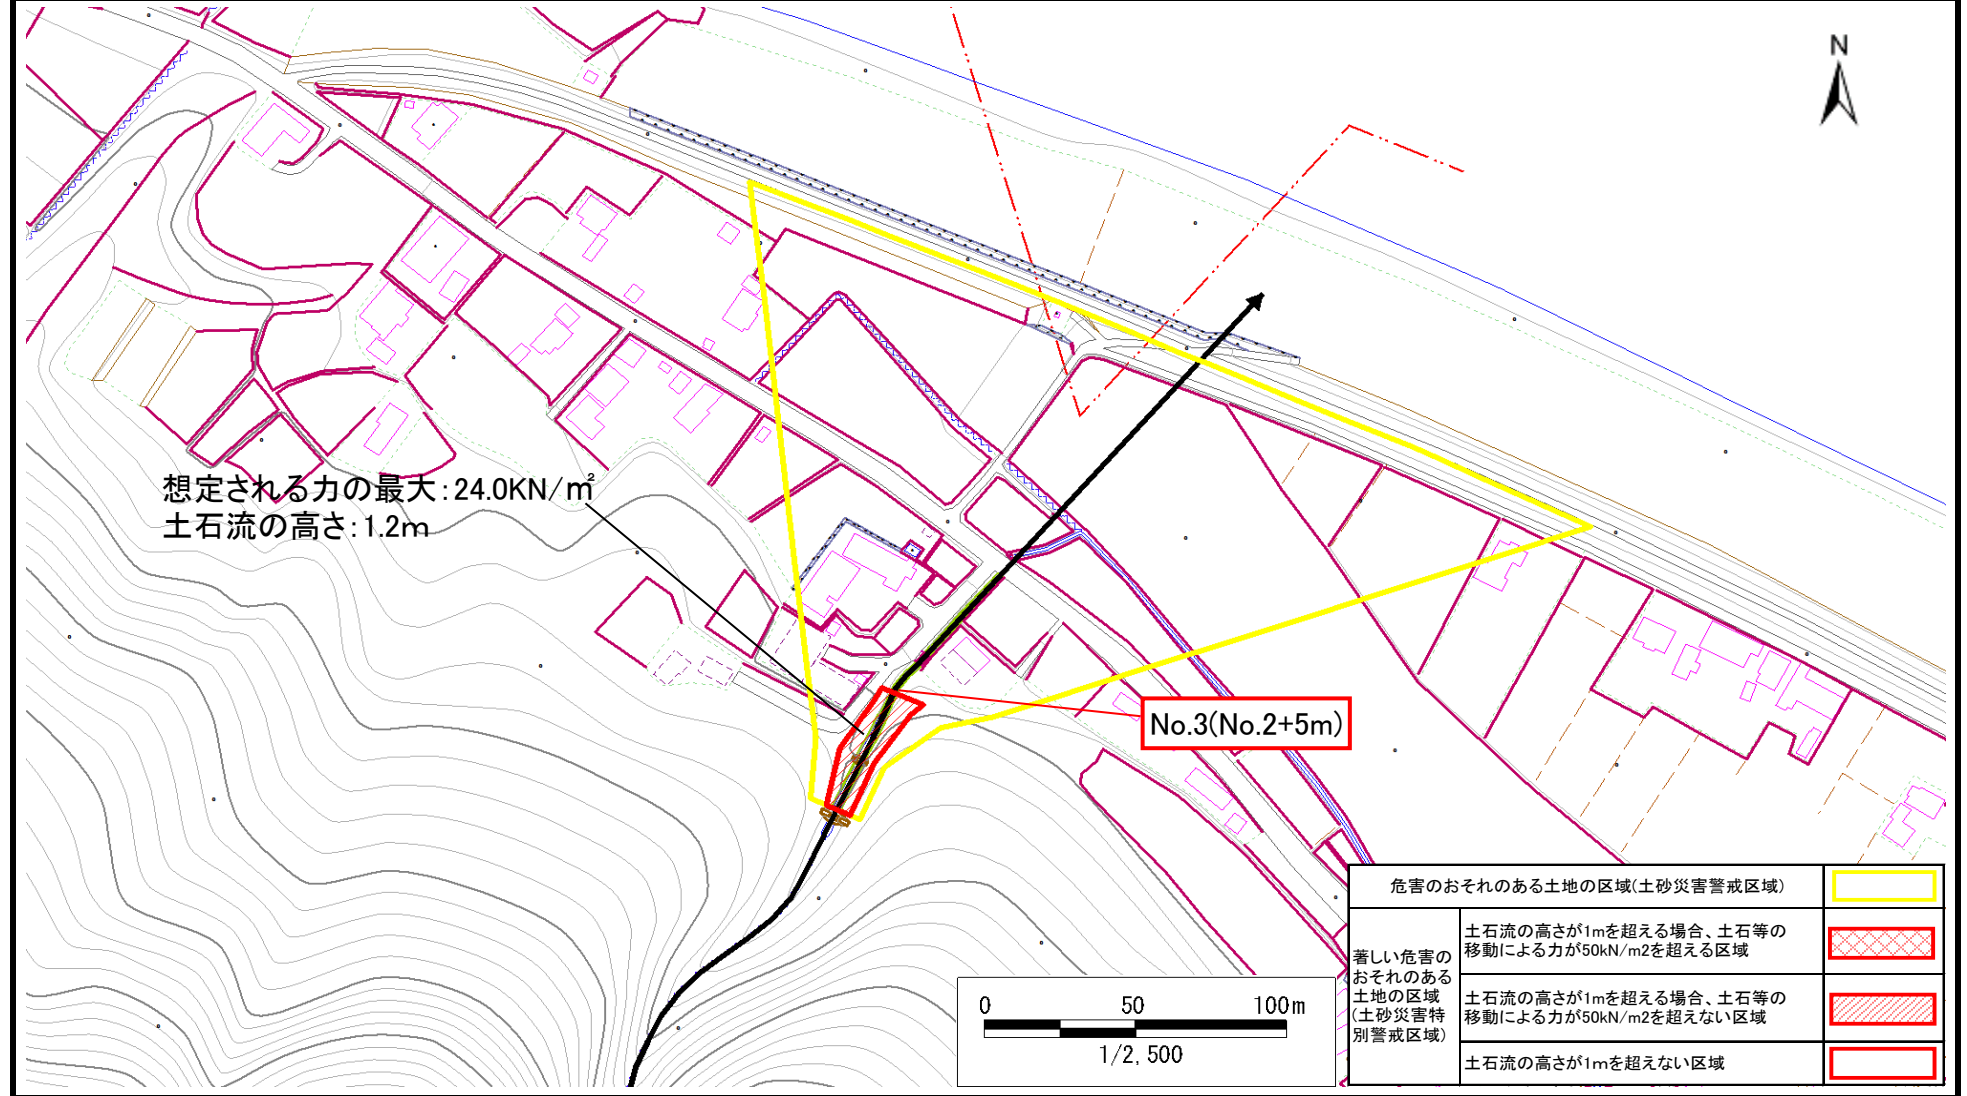 N
想定される力の最大:24.0KN/㎡
土石流の高さ:1.2m
No.3(No.2+5m)
0 50 100m
1/2,500
危害のおそれのある土地の区域(土砂災害警戒区域)
著しい危害の
おそれのある
土地の区域
(土砂災害特
別警戒区域)
土石流の高さが1mを超える場合、土石等の
移動による力が50kN/m2を超える区域
土石流の高さが1mを超える場合、土石等の
移動による力が50kN/m2を超えない区域
土石流の高さが1mを超えない区域